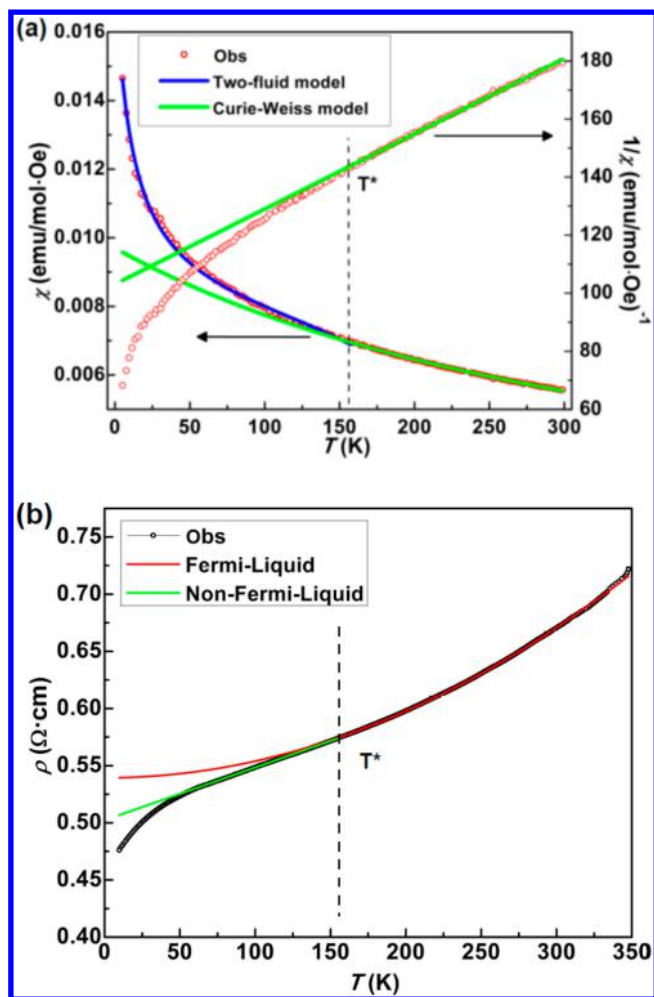 (a)
0.016
0.014
0.012
0.010
0.008
0.006
χ (emu/mol·Oe)
Obs
Two-fluid model
Curie-Weiss model
T*
180
160
140
120
100
80
60
1/χ (emu/mol·Oe)⁻¹
0 50 100 150 200 250 300
T (K)
(b)
0.75
0.70
0.65
0.60
0.55
0.50
0.45
0.40
ρ (Ω·cm)
Obs
Fermi-Liquid
Non-Fermi-Liquid
T*
0 50 100 150 200 250 300 350
T (K)